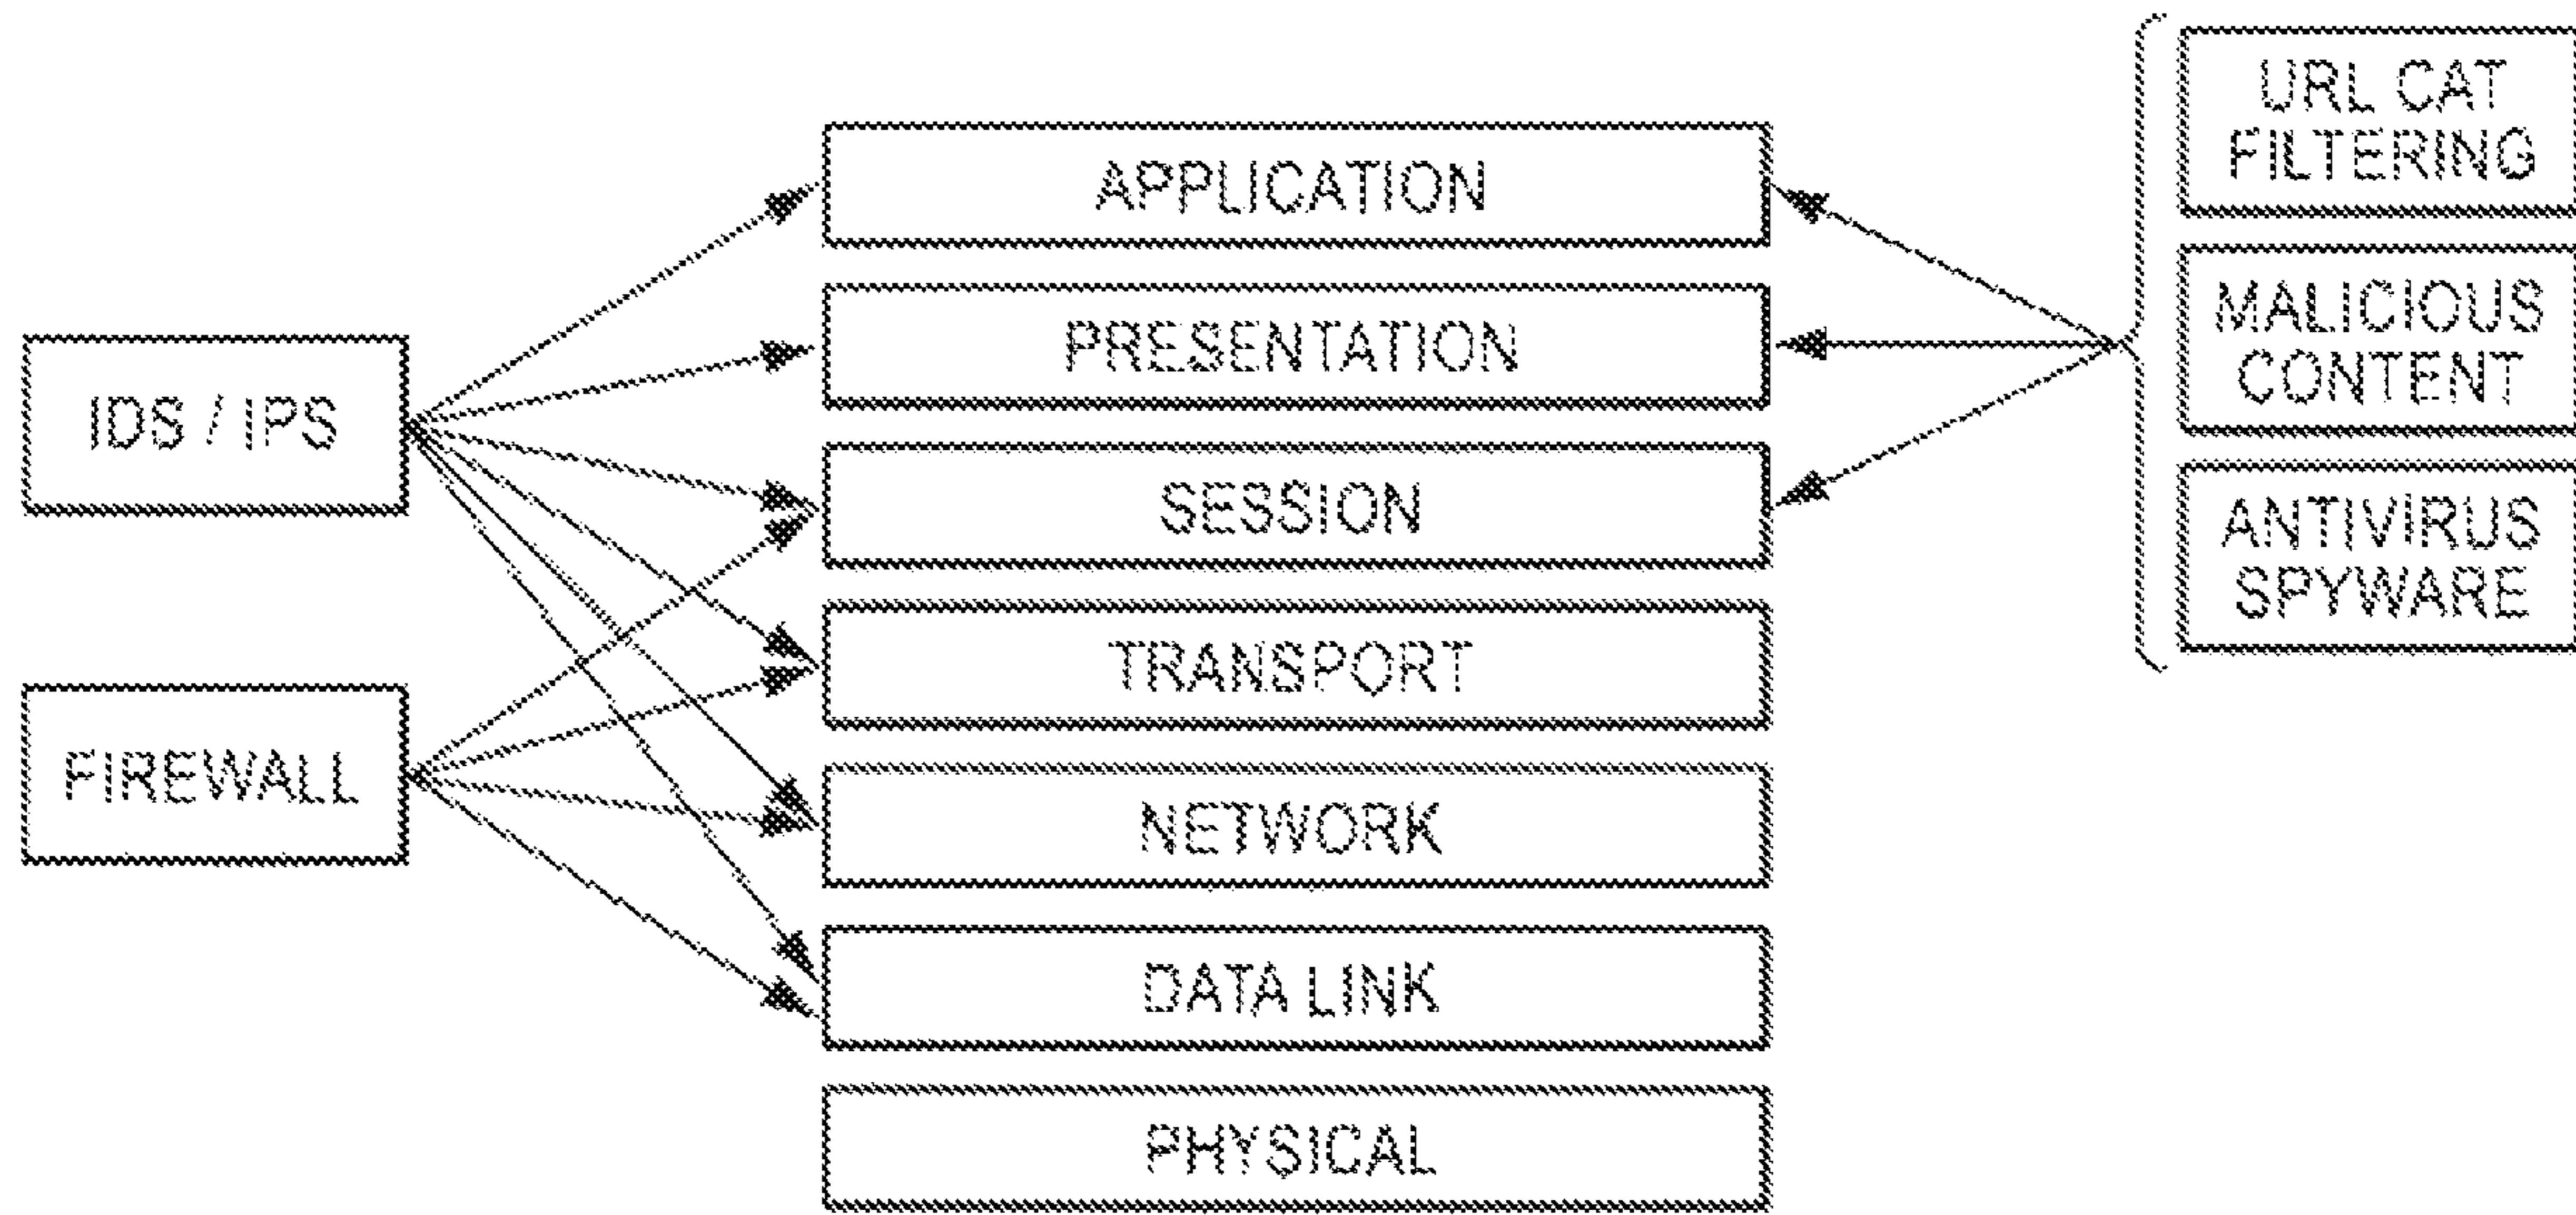 IDS / IPS
FIREWALL
APPLICATION
PRESENTATION
SESSION
TRANSPORT
NETWORK
DATA LINK
PHYSICAL
URL CAT
FILTERING
MALICIOUS
CONTENT
ANTIVIRUS
SPYWARE